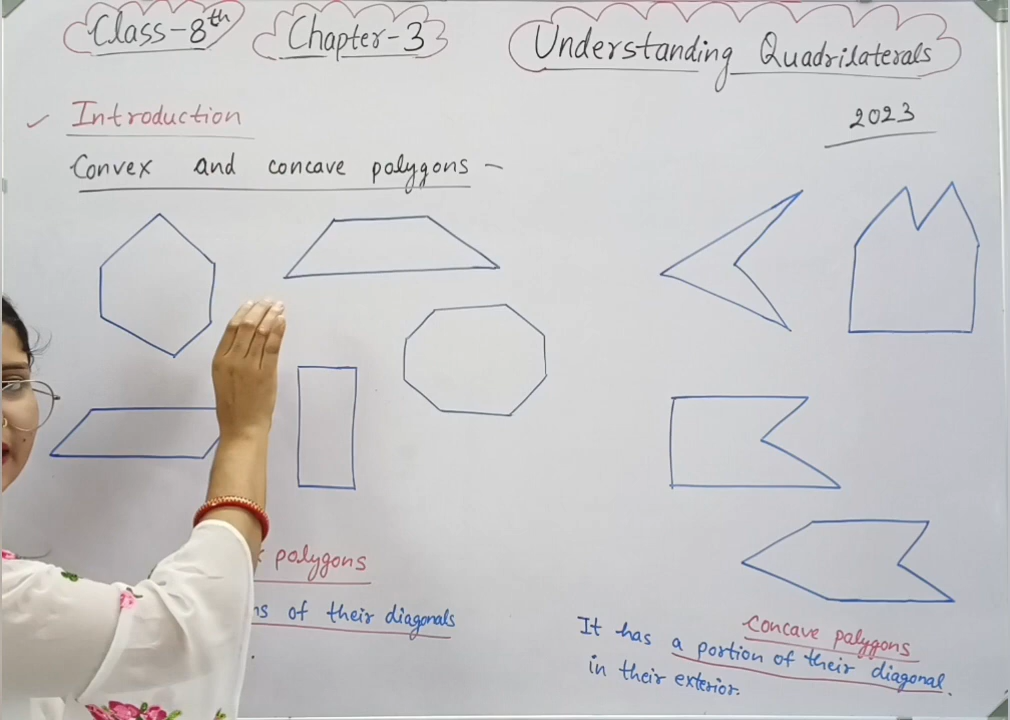 Class-8th Chapter-3 Understanding Quadrilaterals
Introduction
2023
Convex and concave polygons -
polygons
of their diagonals
Concave polygons
It has a portion of their diagonal
in their exterior.